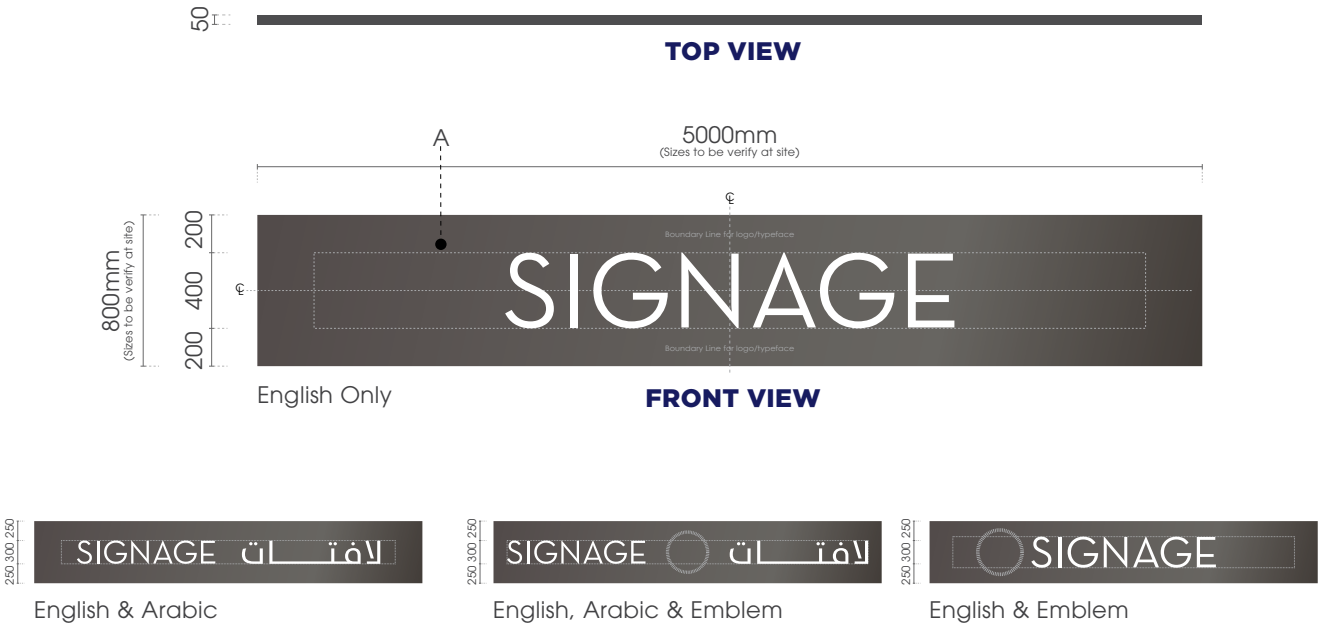 50
TOP VIEW
A
5000mm
(Sizes to be verify at site)
℄
800mm
(Sizes to be verify at site)
200
400
200
℄
Boundary Line for logo/typeface
SIGNAGE
Boundary Line for logo/typeface
English Only
FRONT VIEW
250
300
250
SIGNAGE لافتات
English & Arabic
250
300
250
SIGNAGE لافتات
English, Arabic & Emblem
250
300
250
SIGNAGE
English & Emblem